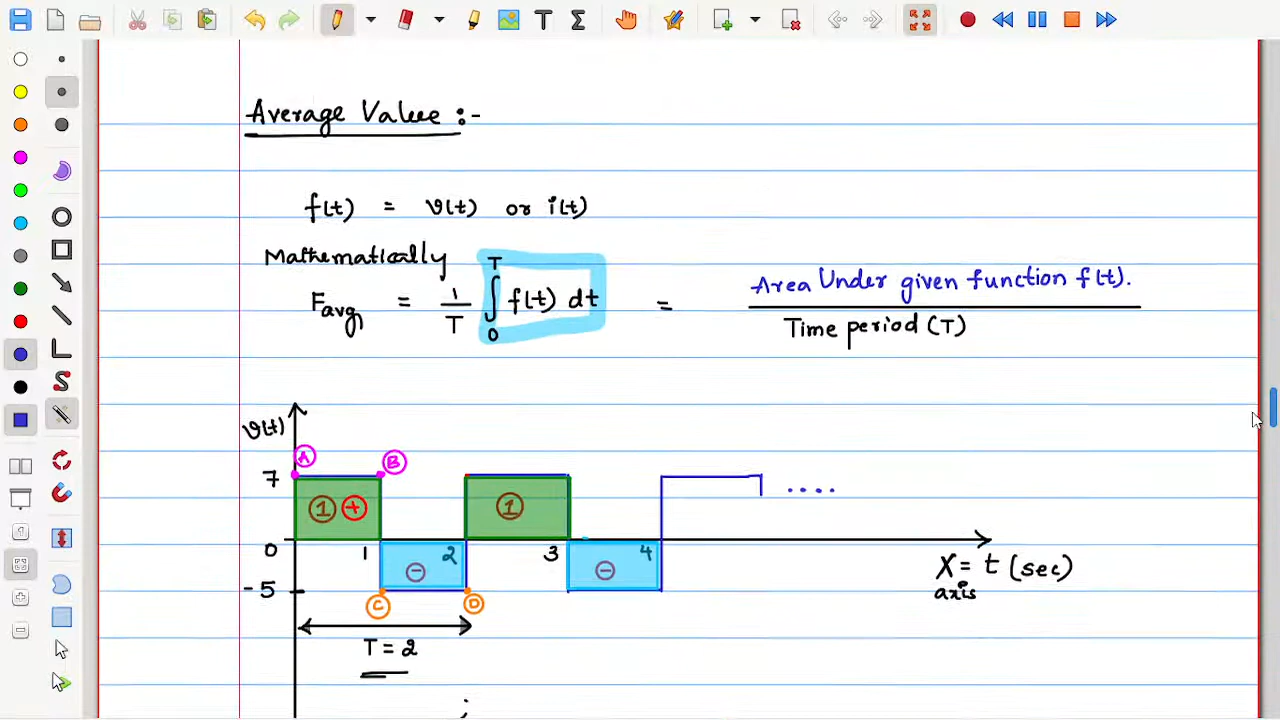 Average Value :-
f(t) = v(t) or i(t)
Mathematically
Favg = 1/T ∫₀ᵀ f(t) dt = Area Under given function f(t). / Time period (T)
v(t)
A B
7
1 + 1 ....
0 1 2 3 4
X = t (sec)
axis
- -
-5
C D
T = 2
;